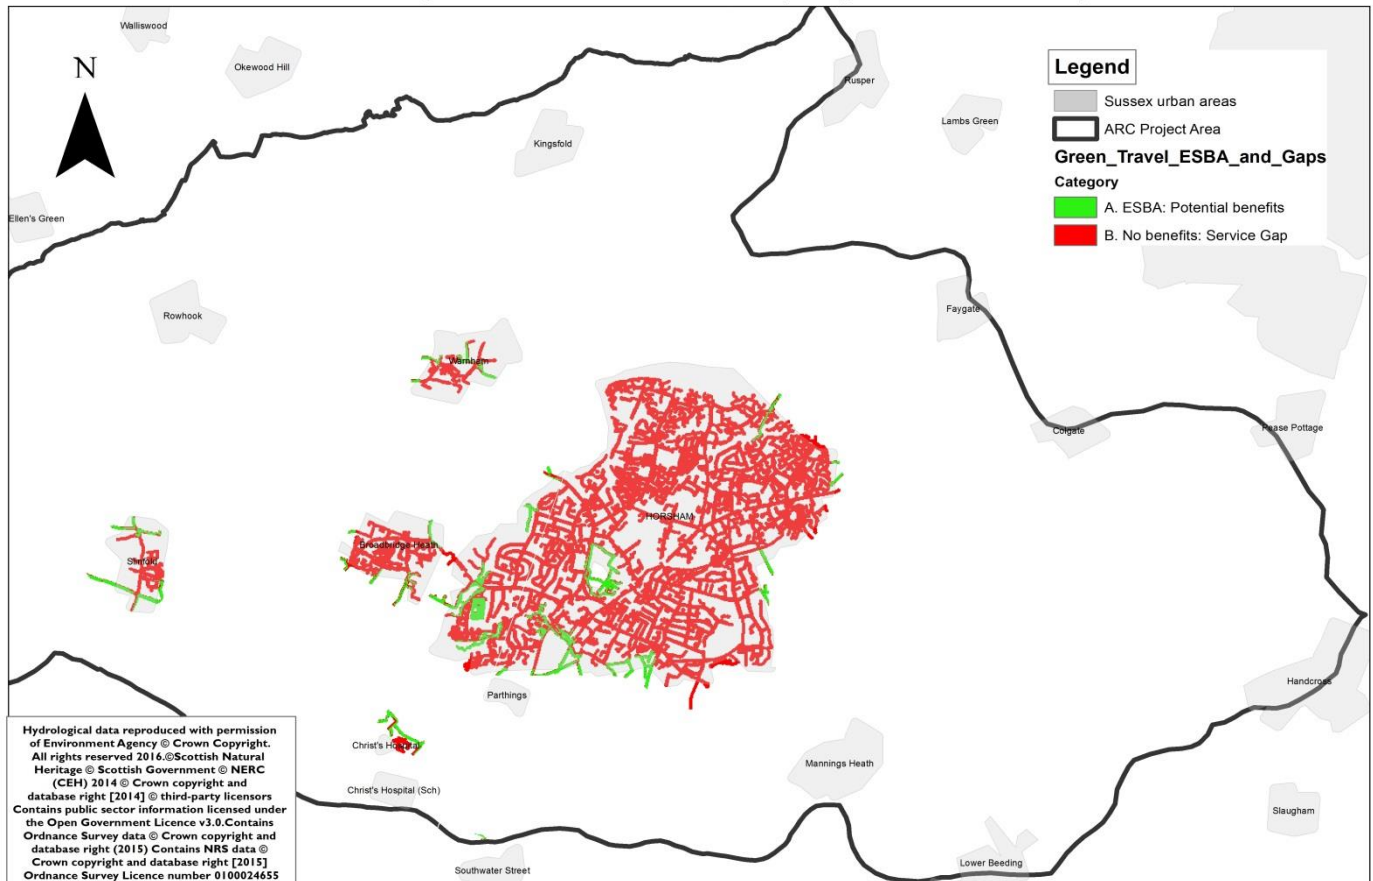 Walliswood
Okewood Hill
N
Rusper
Kingsfold
Lambs Green
Ellen's Green
Legend
Sussex urban areas
ARC Project Area
Green_Travel_ESBA_and_Gaps
Category
A. ESBA: Potential benefits
B. No benefits: Service Gap
Rowhook
Faygate
Warnham
Colgate
Pease Pottage
HORSHAM
Broadbridge Heath
Slinfold
Parthings
Handcross
Christ's Hospital
Mannings Heath
Christ's Hospital (Sch)
Slaugham
Southwater Street
Lower Beeding
Hydrological data reproduced with permission
of Environment Agency © Crown Copyright.
All rights reserved 2016.©Scottish Natural
Heritage © Scottish Government © NERC
(CEH) 2014 © Crown copyright and
database right [2014] © third-party licensors
Contains public sector information licensed under
the Open Government Licence v3.0.Contains
Ordnance Survey data © Crown copyright and
database right (2015) Contains NRS data ©
Crown copyright and database right [2015]
Ordnance Survey Licence number 0100024655